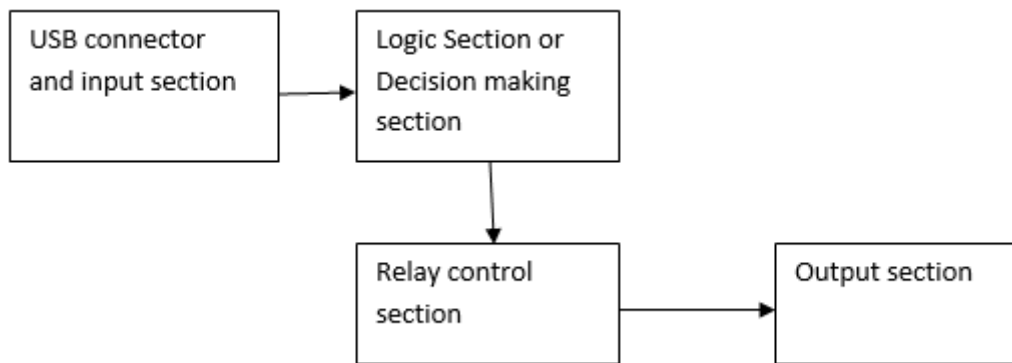 USB connector
and input section
Logic Section or
Decision making
section
Relay control
section
Output section